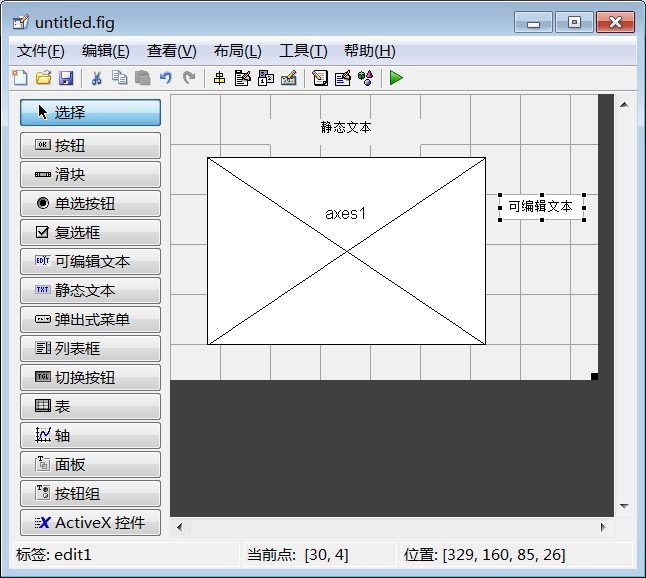 untitled.fig
文件(F) 编辑(E) 查看(V) 布局(L) 工具(T) 帮助(H)
选择
OK 按钮
滑块
单选按钮
复选框
EDIT 可编辑文本
TXT 静态文本
弹出式菜单
列表框
TGL 切换按钮
表
轴
面板
按钮组
X ActiveX 控件
静态文本
axes1
可编辑文本
标签: edit1
当前点: [30, 4]
位置: [329, 160, 85, 26]